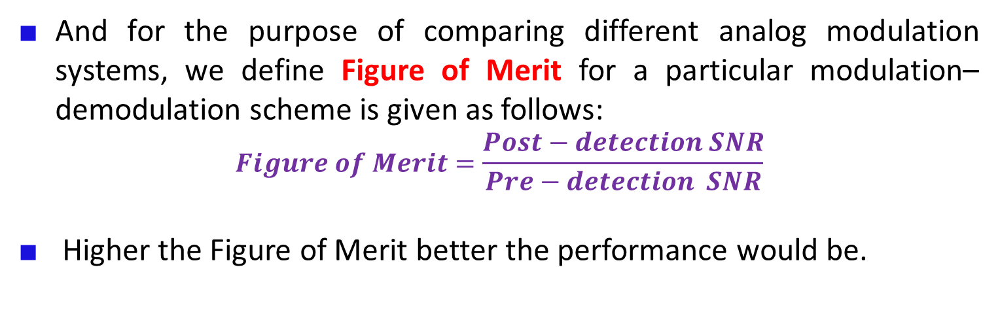 And for the purpose of comparing different analog modulation
systems, we define Figure of Merit for a particular modulation–
demodulation scheme is given as follows:
Figure of Merit = Post − detection SNR / Pre − detection SNR
Higher the Figure of Merit better the performance would be.